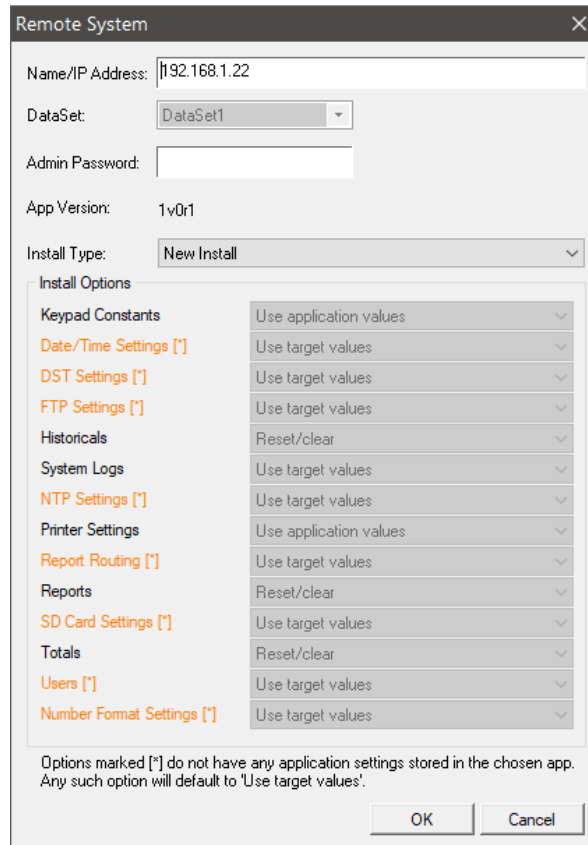 Remote System
Name/IP Address: 192.168.1.22
DataSet: DataSet1
Admin Password:
App Version: 1v0r1
Install Type: New Install
Install Options
Keypad Constants Use application values
Date/Time Settings [*] Use target values
DST Settings [*] Use target values
FTP Settings [*] Use target values
Historicals Reset/clear
System Logs Use target values
NTP Settings [*] Use target values
Printer Settings Use application values
Report Routing [*] Use target values
Reports Reset/clear
SD Card Settings [*] Use target values
Totals Reset/clear
Users [*] Use target values
Number Format Settings [*] Use target values
Options marked [*] do not have any application settings stored in the chosen app.
Any such option will default to 'Use target values'.
OK Cancel